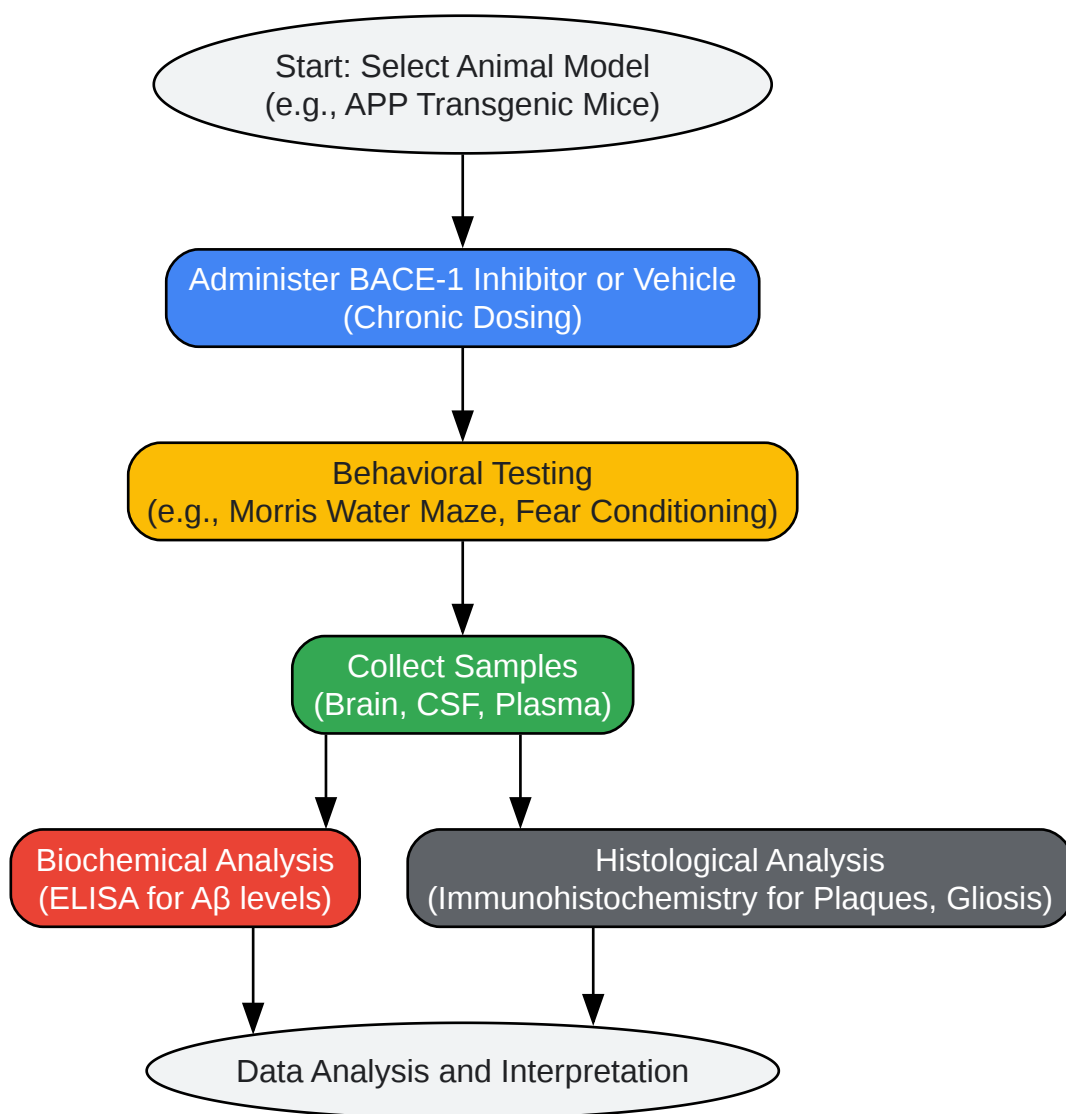 Start: Select Animal Model
(e.g., APP Transgenic Mice)
Administer BACE-1 Inhibitor or Vehicle
(Chronic Dosing)
Behavioral Testing
(e.g., Morris Water Maze, Fear Conditioning)
Collect Samples
(Brain, CSF, Plasma)
Biochemical Analysis
(ELISA for Aβ levels)
Histological Analysis
(Immunohistochemistry for Plaques, Gliosis)
Data Analysis and Interpretation